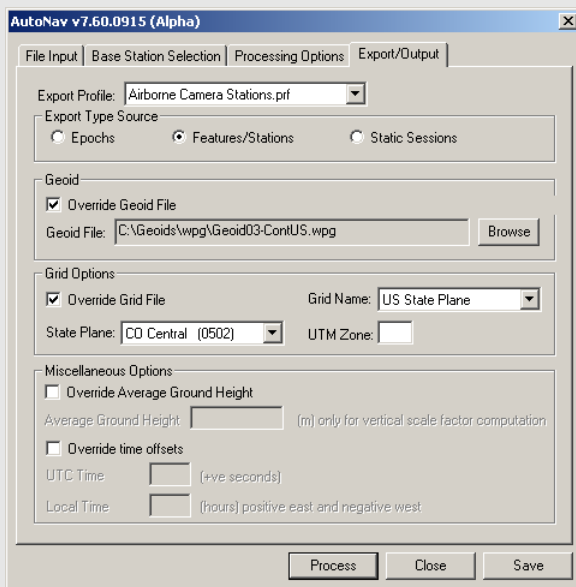 AutoNav v7.60.0915 (Alpha)
File Input Base Station Selection Processing Options Export/Output
Export Profile: Airborne Camera Stations.prf
Export Type Source
Epochs Features/Stations Static Sessions
Geoid
Override Geoid File
Geoid File: C:\Geoids\wpg\Geoid03-ContUS.wpg Browse
Grid Options
Override Grid File Grid Name: US State Plane
State Plane: CO Central (0502) UTM Zone:
Miscellaneous Options
Override Average Ground Height
Average Ground Height (m) only for vertical scale factor computation
Override time offsets
UTC Time (+ve seconds)
Local Time (hours) positive east and negative west
Process Close Save